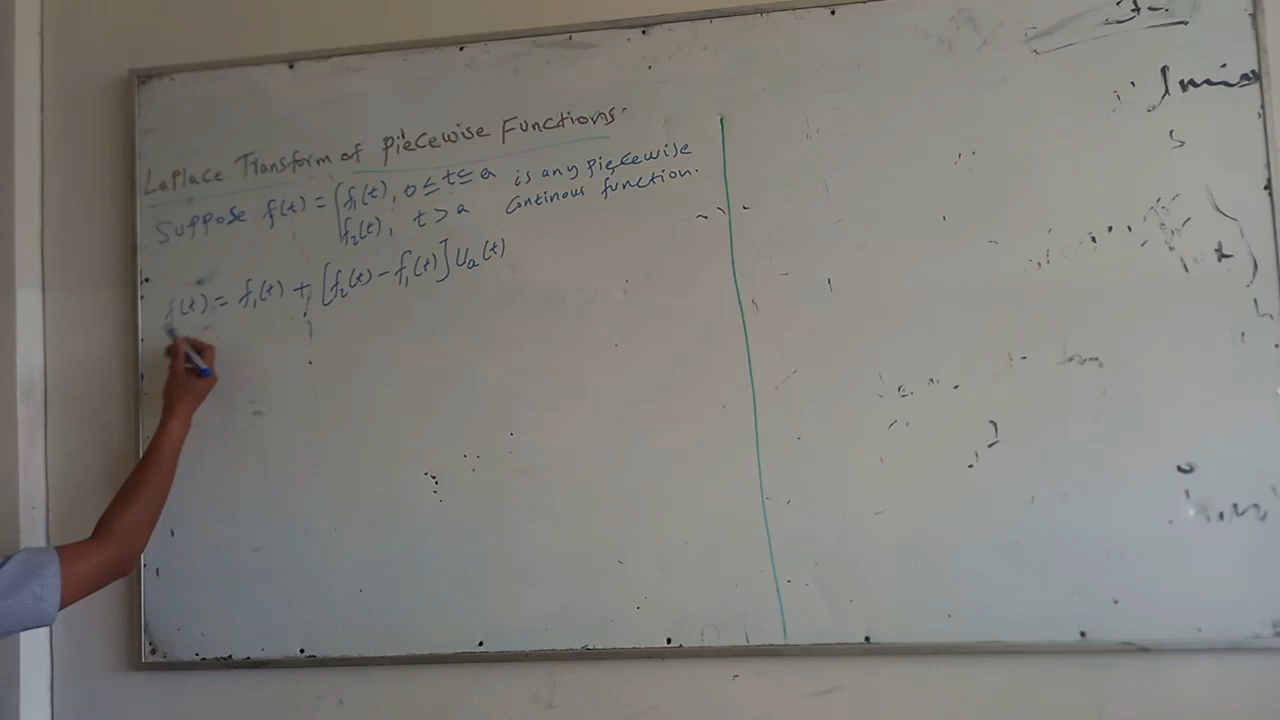 Laplace Transform of Piecewise Functions.
Suppose f(t) = { f₁(t), 0 ≤ t ≤ a is any piecewise
f₂(t), t > a continous function.
f(t) = f₁(t) + [f₂(t) - f₁(t)] Uₐ(t)